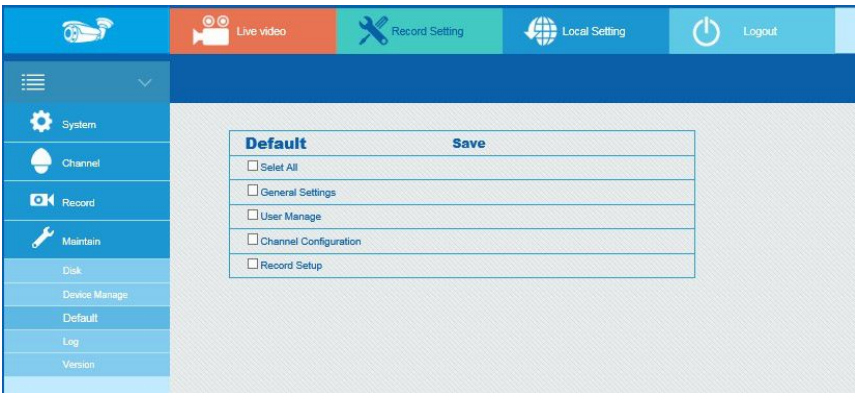 Live video
Record Setting
Local Setting
Logout
System
Channel
Record
Maintain
Disk
Device Manage
Default
Log
Version
Default Save
Selet All
General Settings
User Manage
Channel Configuration
Record Setup